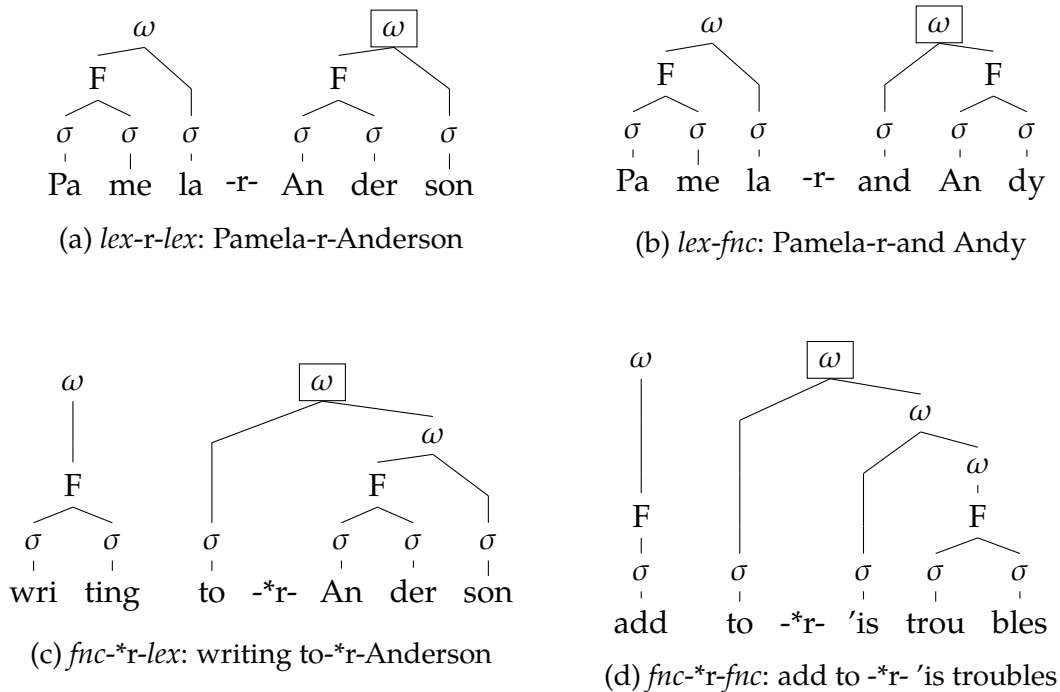 ω ω
F F
σ σ σ σ σ σ
Pa me la -r- An der son
(a) lex-r-lex: Pamela-r-Anderson
ω ω
F F
σ σ σ σ σ σ
Pa me la -r- and An dy
(b) lex-fnc: Pamela-r-and Andy
ω ω
ω
F F
σ σ σ σ σ σ
wri ting to -*r- An der son
(c) fnc-*r-lex: writing to-*r-Anderson
ω ω
ω
ω
F F
σ σ σ σ σ
add to -*r- ’is trou bles
(d) fnc-*r-fnc: add to -*r- ’is troubles